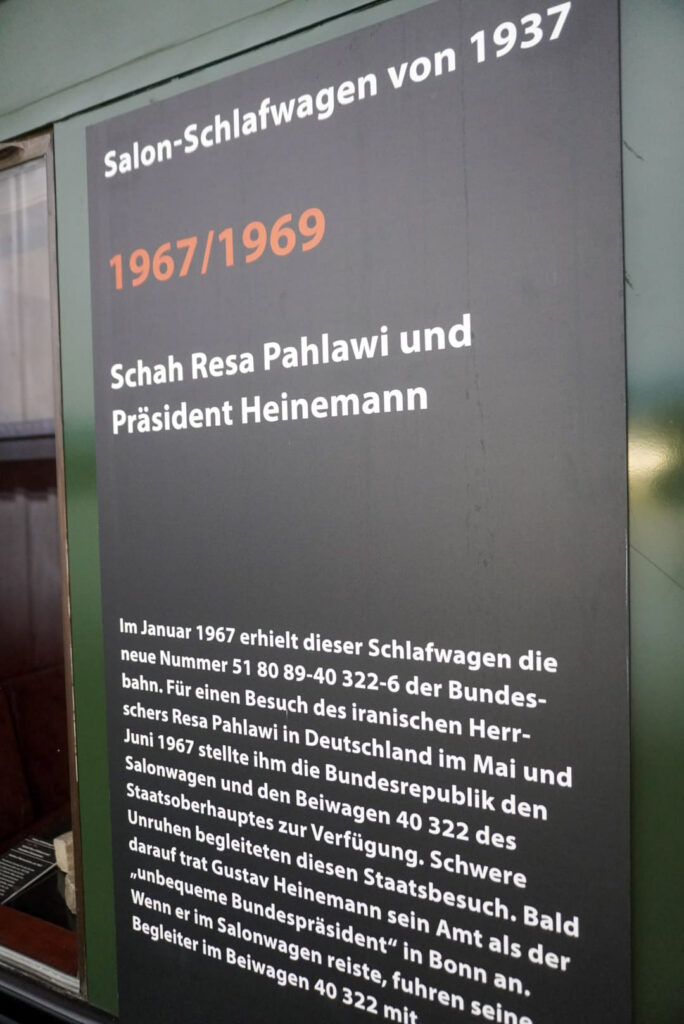 Salon-Schlafwagen von 1937
1967/1969
Schah Resa Pahlawi und
Präsident Heinemann
Im Januar 1967 erhielt dieser Schlafwagen die
neue Nummer 51 80 89-40 322-6 der Bundes-
bahn. Für einen Besuch des iranischen Herr-
schers Resa Pahlawi in Deutschland im Mai und
Juni 1967 stellte ihm die Bundesrepublik den
Salonwagen und den Beiwagen 40 322 des
Staatsoberhauptes zur Verfügung. Schwere
Unruhen begleiteten diesen Staatsbesuch. Bald
darauf trat Gustav Heinemann sein Amt als der
„unbequeme Bundespräsident“ in Bonn an.
Wenn er im Salonwagen reiste, fuhren seine
Begleiter im Beiwagen 40 322 mit